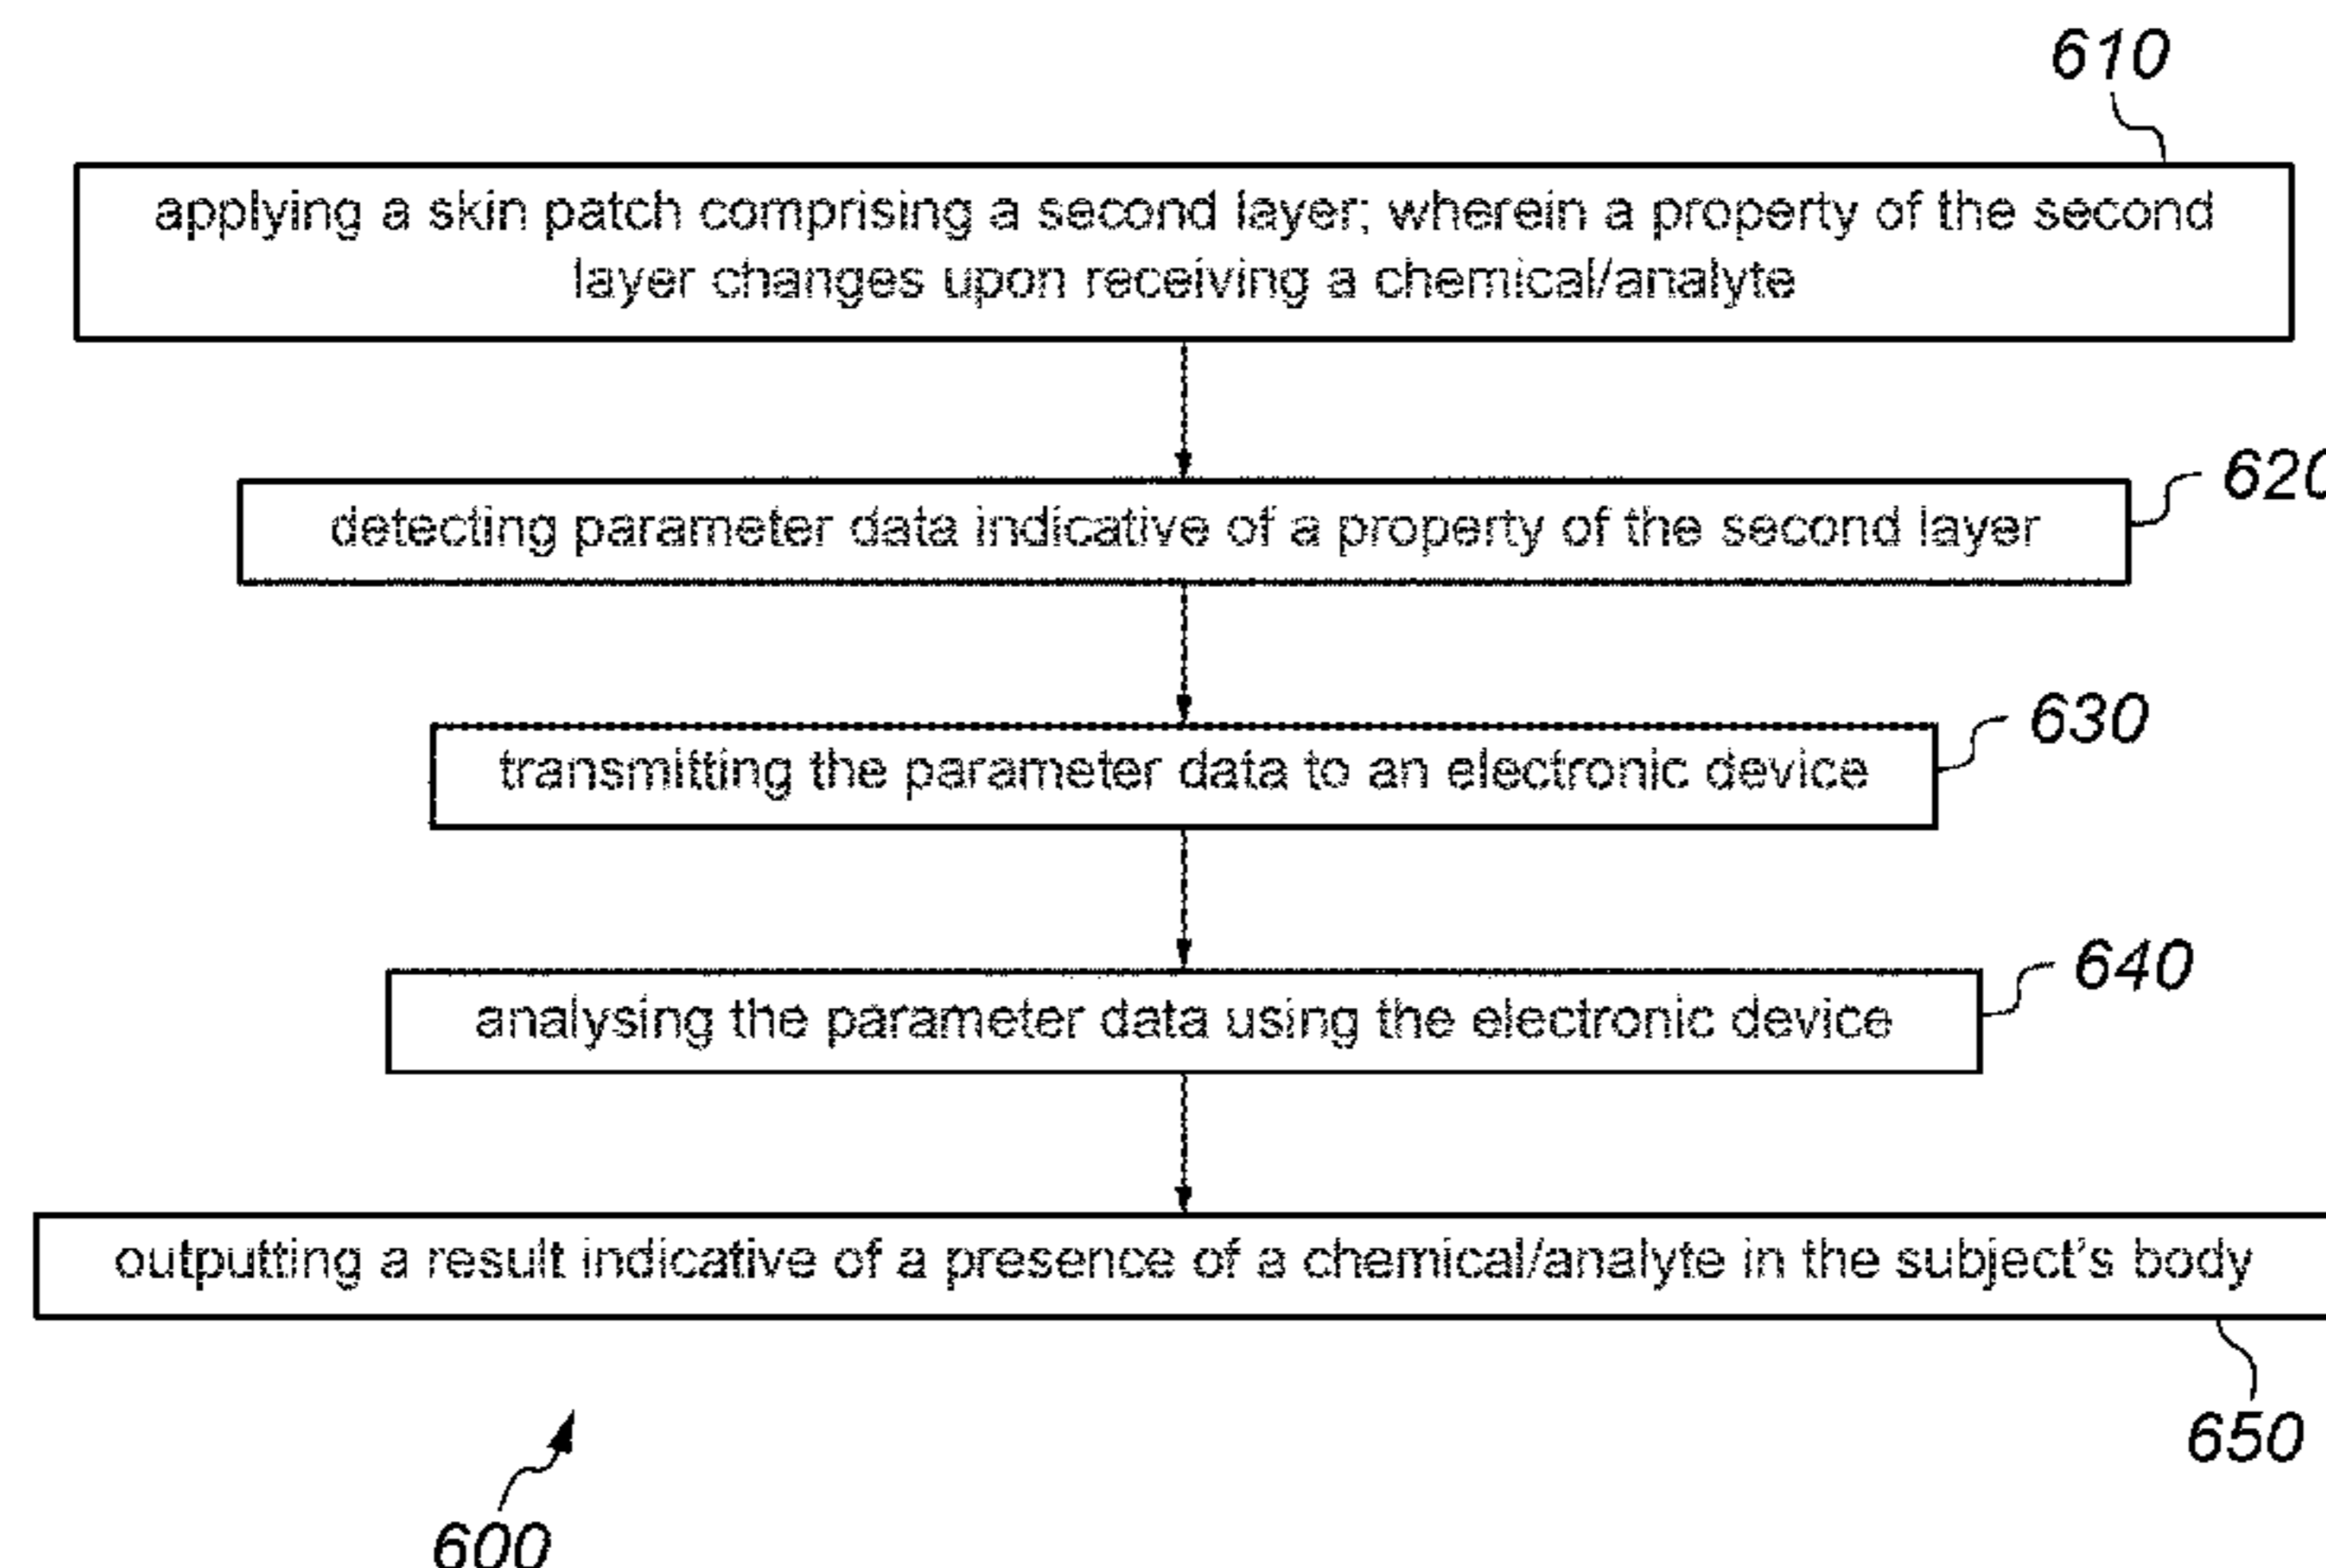 610
applying a skin patch comprising a second layer; wherein a property of the second
layer changes upon receiving a chemical/analyte
620
detecting parameter data indicative of a property of the second layer
630
transmitting the parameter data to an electronic device
640
analysing the parameter data using the electronic device
outputting a result indicative of a presence of a chemical/analyte in the subject's body
650
600